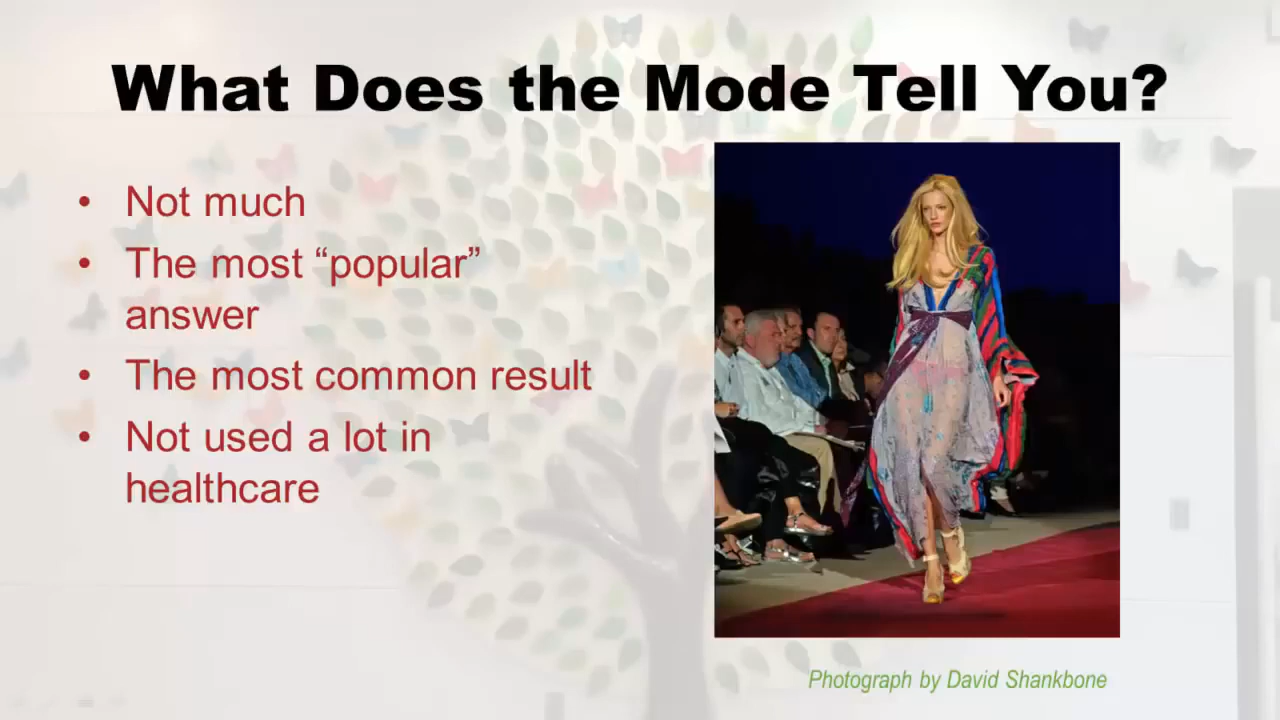 What Does the Mode Tell You?
• Not much
• The most “popular”
answer
• The most common result
• Not used a lot in
healthcare
Photograph by David Shankbone